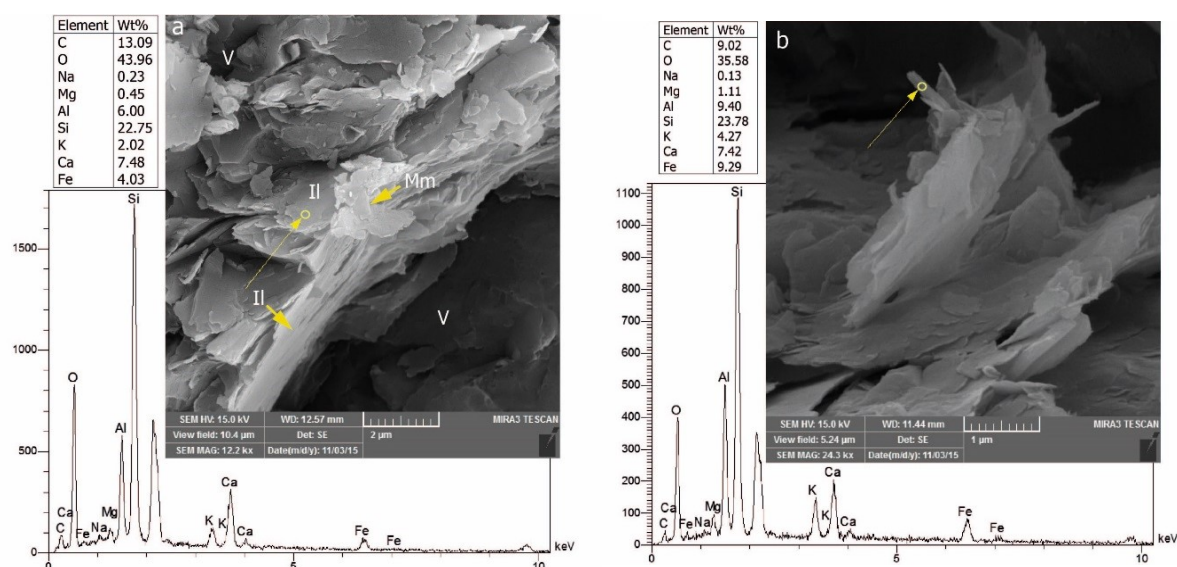 Element Wt%
C 13.09
O 43.96
Na 0.23
Mg 0.45
Al 6.00
Si 22.75
K 2.02
Ca 7.48
Fe 4.03
a
V
Il
Mm
Il
V
SEM HV: 15.0 kV WD: 12.57 mm MIRA3 TESCAN
View field: 10.4 µm Det: SE 2 µm
SEM MAG: 12.2 kx Date(m/d/y): 11/03/15
Si
1500
1000
O
Al
500
Ca
Ca
C
Fe
Na
Mg
K
K
Ca
Fe
Fe
0
0 5 10
keV
Element Wt%
C 9.02
O 35.58
Na 0.13
Mg 1.11
Al 9.40
Si 23.78
K 4.27
Ca 7.42
Fe 9.29
b
SEM HV: 15.0 kV WD: 11.44 mm MIRA3 TESCAN
View field: 5.24 µm Det: SE 1 µm
SEM MAG: 24.3 kx Date(m/d/y): 11/03/15
Si
1100
1000
900
800
700
600
500
400
300
200
100
0
Al
O
Ca
C
Fe
Na
Mg
K
K
Ca
Ca
Fe
Fe
0 5 10
keV